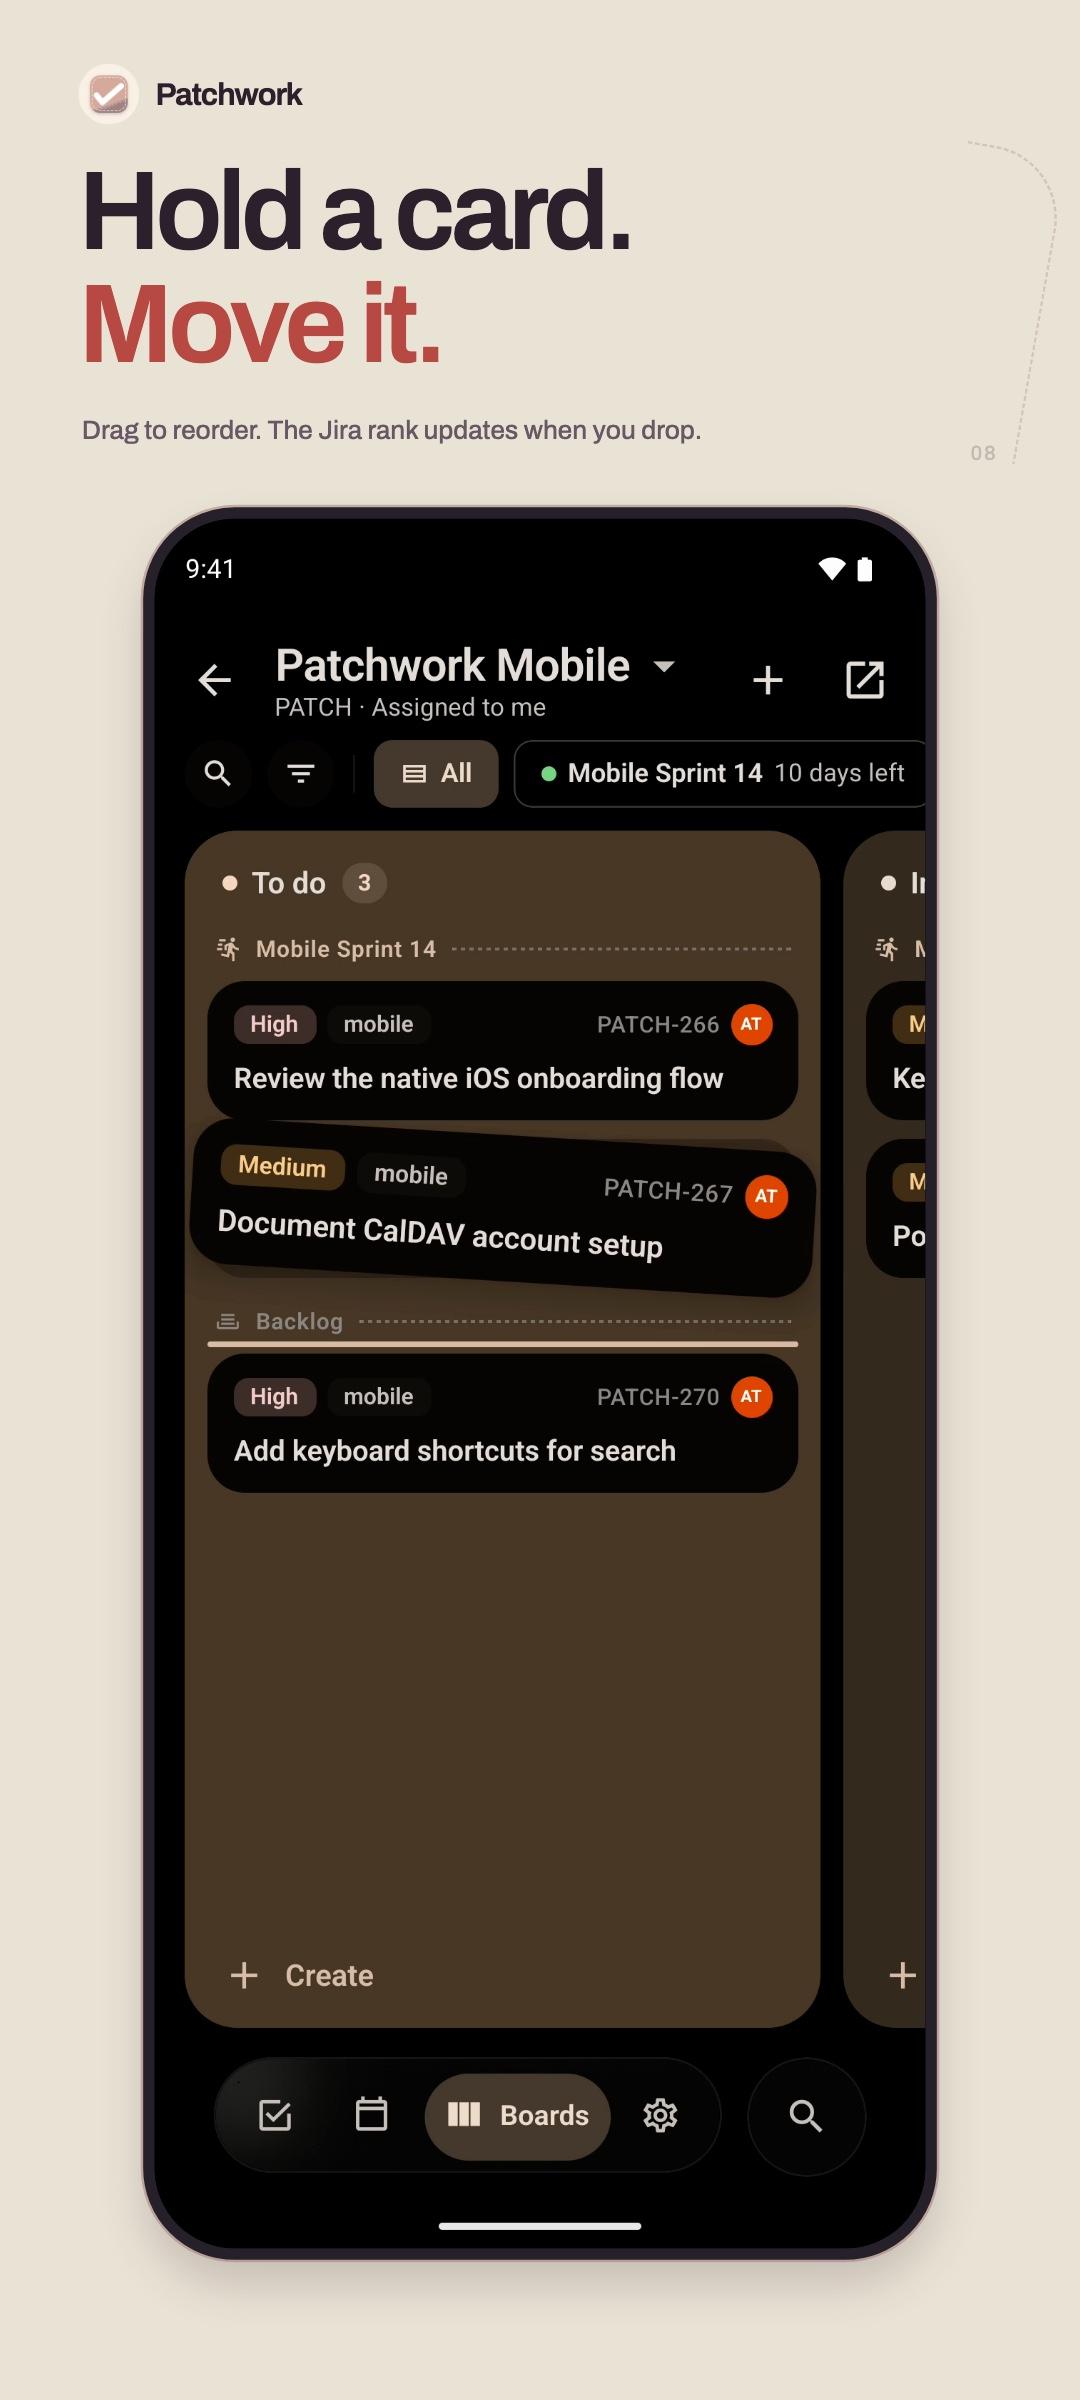 Patchwork
Hold a card.
Move it.
Drag to reorder. The Jira rank updates when you drop.
08
9:41
Patchwork Mobile
PATCH · Assigned to me
All
Mobile Sprint 14 10 days left
To do 3
Mobile Sprint 14
High mobile PATCH-266 AT
Review the native iOS onboarding flow
Medium mobile PATCH-267 AT
Document CalDAV account setup
Backlog
High mobile PATCH-270 AT
Add keyboard shortcuts for search
Create
In
M
M
Ke
M
Po
Boards